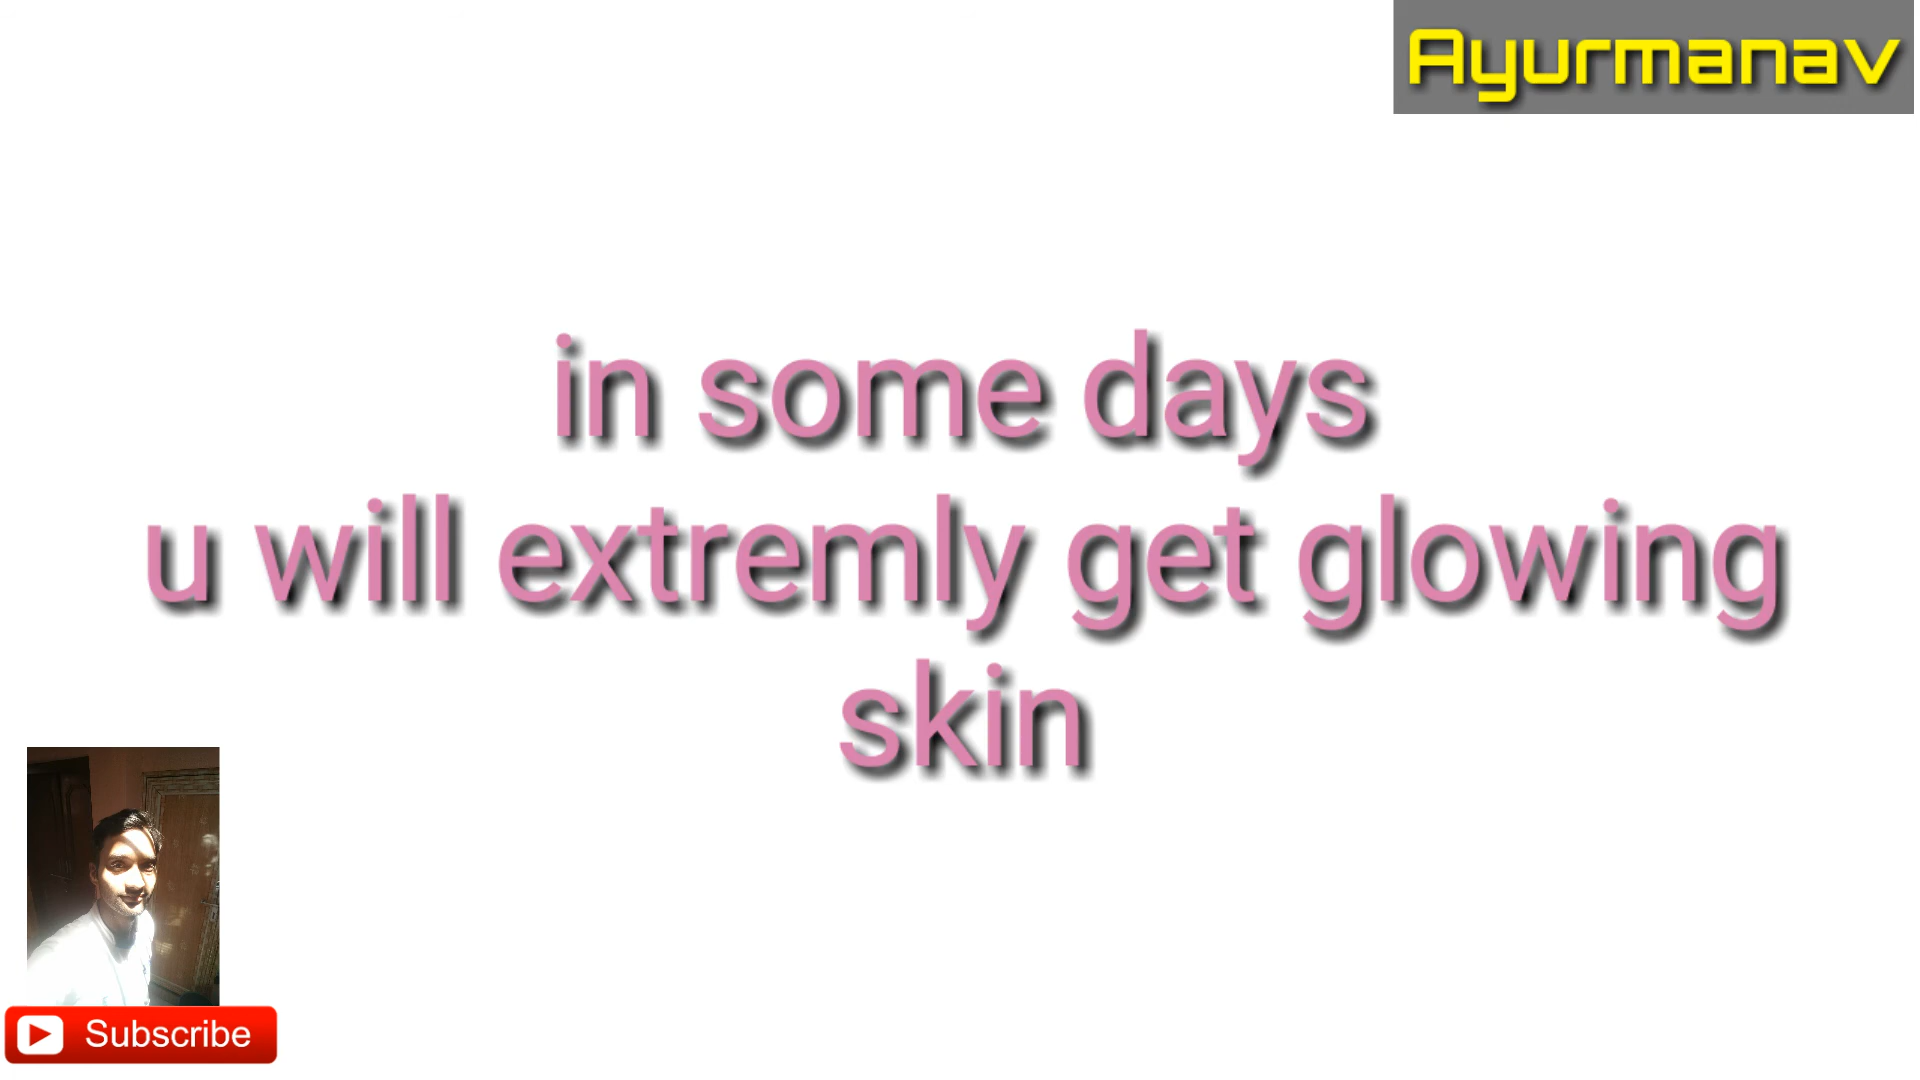 Ayurmanav
in some days
u will extremly get glowing
skin
Subscribe